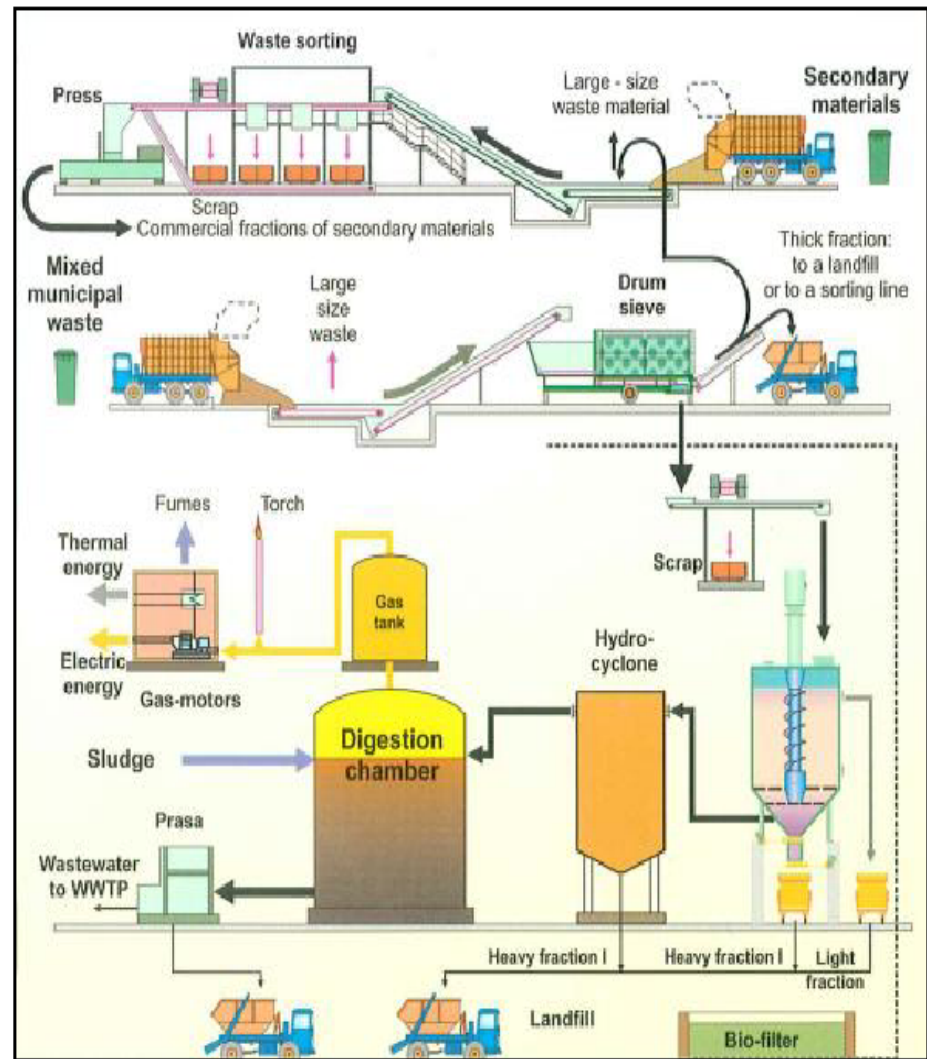 Waste sorting
Press
Large - size
waste material
Secondary
materials
Scrap
Commercial fractions of secondary materials
Thick fraction:
to a landfill
or to a sorting line
Mixed
municipal
waste
Large
size
waste
Drum
sieve
Fumes
Torch
Thermal
energy
Gas
tank
Scrap
Hydro-
cyclone
Electric
energy
Gas-motors
Digestion
chamber
Sludge
Prasa
Wastewater
to WWTP
Heavy fraction I
Heavy fraction I
Light
fraction
Landfill
Bio-filter